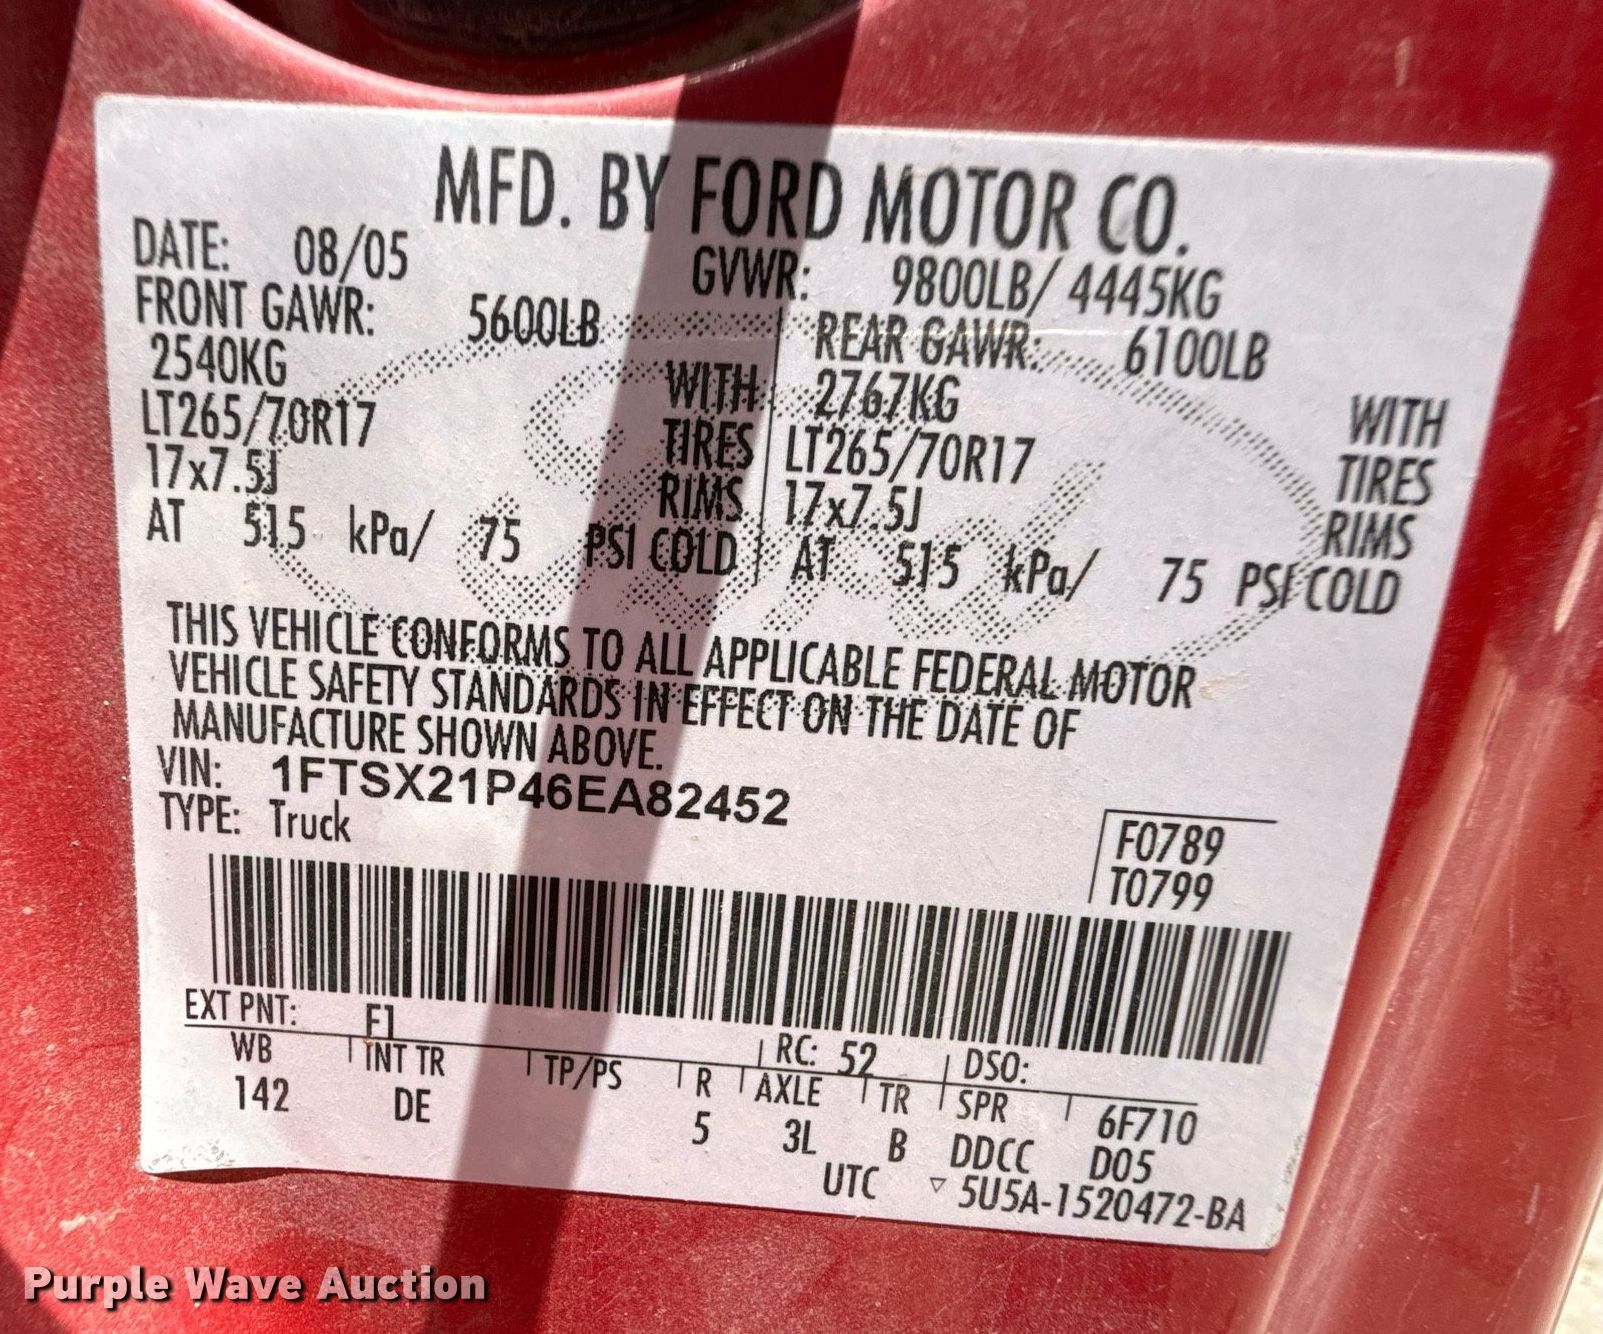 MFD. BY FORD MOTOR CO.
DATE: 08/05 GVWR: 9800LB/ 4445KG
FRONT GAWR: 5600LB REAR GAWR: 6100LB
2540KG WITH 2767KG WITH
LT265/70R17 TIRES LT265/70R17 TIRES
17x7.5J RIMS 17x7.5J RIMS
AT 515 kPa/ 75 PSI COLD AT 515 kPa/ 75 PSI COLD
THIS VEHICLE CONFORMS TO ALL APPLICABLE FEDERAL MOTOR
VEHICLE SAFETY STANDARDS IN EFFECT ON THE DATE OF
MANUFACTURE SHOWN ABOVE.
VIN: 1FTSX21P46EA82452
TYPE: Truck
F0789
T0799
EXT PNT: F1 RC: 52 DSO:
WB INT TR TP/PS R AXLE TR SPR 6F710
142 DE 5 3L B DDCC D05
UTC ▽ 5U5A-1520472-BA
Ford
Purple Wave Auction